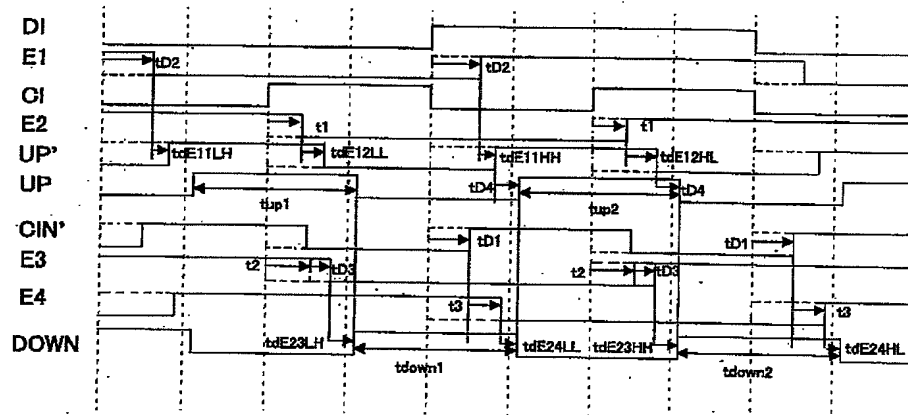 DI
E1 tD2 tD2
CI
E2 t1 t1
UP' tdE11LH tdE12LL tdE11HH tdE12HL
UP tup1 tD4 tup2 tD4
CIN' tD1 tD1
E3 t2 tD3 t2 tD3
E4 t3 t3
DOWN tdE23LH tdE24LL tdE23HH tdE24HL
tdown1 tdown2